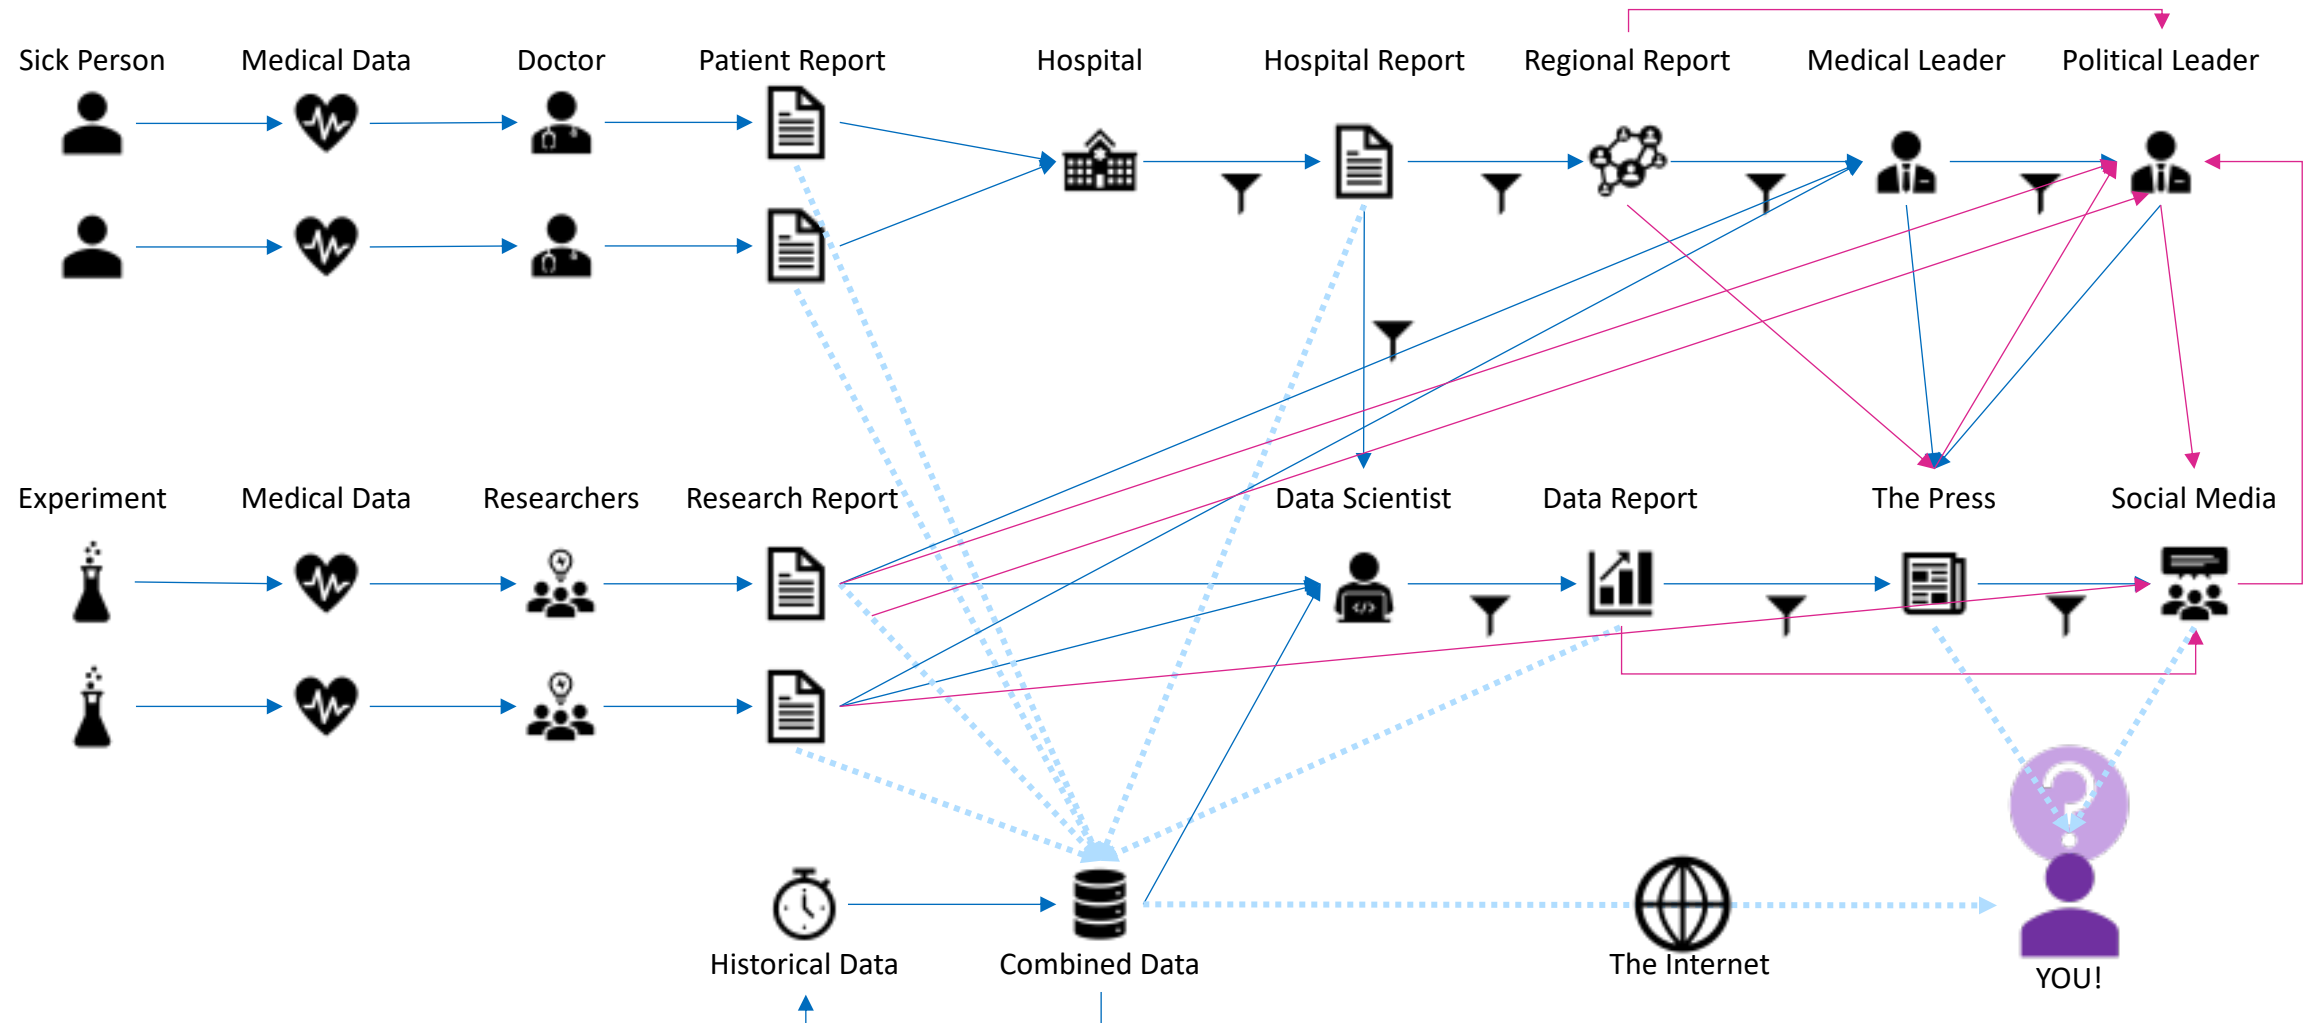 Sick Person
Medical Data
Doctor
Patient Report
Hospital
Hospital Report
Regional Report
Medical Leader
Political Leader
Experiment
Medical Data
Researchers
Research Report
Data Scientist
Data Report
The Press
Social Media
Historical Data
Combined Data
The Internet
YOU!